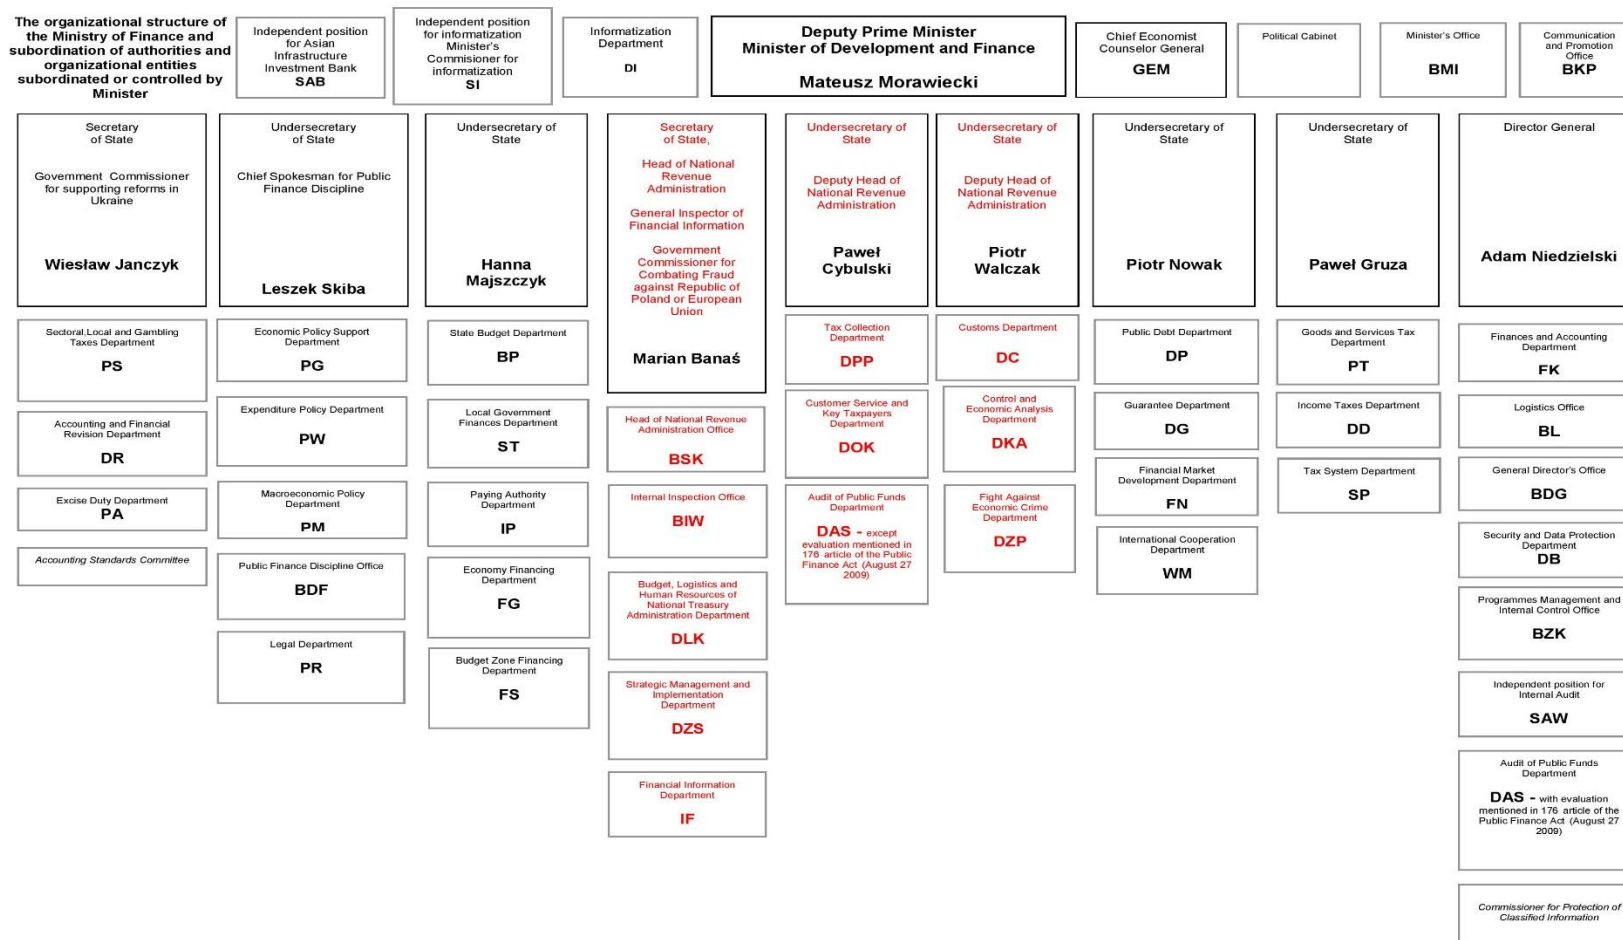 The organizational structure of
the Ministry of Finance and
subordination of authorities and
organizational entities
subordinated or controlled by
Minister
Independent position
for Asian
Infrastructure
Investment Bank
SAB
Independent position
for informatization
Minister's
Commisioner for
informatization
SI
Informatization
Department
DI
Deputy Prime Minister
Minister of Development and Finance
Mateusz Morawiecki
Chief Economist
Counselor General
GEM
Political Cabinet
Minister's Office
BMI
Communication
and Promotion
Office
BKP
Secretary
of State
Government Commissioner
for supporting reforms in
Ukraine
Wiesław Janczyk
Undersecretary
of State
Chief Spokesman for Public
Finance Discipline
Leszek Skiba
Undersecretary of
State
Hanna
Majszczyk
Secretary
of State,
Head of National
Revenue
Administration
General Inspector of
Financial Information
Government
Commissioner for
Combating Fraud
against Republic of
Poland or European
Union
Marian Banaś
Undersecretary of
State
Deputy Head of
National Revenue
Administration
Paweł
Cybulski
Undersecretary of
State
Deputy Head of
National Revenue
Administration
Piotr
Walczak
Undersecretary of
State
Piotr Nowak
Undersecretary of
State
Paweł Gruza
Director General
Adam Niedzielski
Sectoral,Local and Gambling
Taxes Department
PS
Accounting and Financial
Revision Department
DR
Excise Duty Department
PA
Accounting Standards Committee
Economic Policy Support
Department
PG
Expenditure Policy Department
PW
Macroeconomic Policy
Department
PM
Public Finance Discipline Office
BDF
Legal Department
PR
State Budget Department
BP
Local Government
Finances Department
ST
Paying Authority
Department
IP
Economy Financing
Department
FG
Budget Zone Financing
Department
FS
Head of National Revenue
Administration Office
BSK
Internal Inspection Office
BIW
Budget, Logistics and
Human Resources of
National Treasury
Administration Department
DLK
Strategic Management and
Implementation
Department
DZS
Financial Information
Department
IF
Tax Collection
Department
DPP
Customer Service and
Key Taxpayers
Department
DOK
Audit of Public Funds
Department
DAS - except
evaluation mentioned in
176 article of the Public
Finance Act (August 27
2009)
Customs Department
DC
Control and
Economic Analysis
Department
DKA
Fight Against
Economic Crime
Department
DZP
Public Debt Department
DP
Guarantee Department
DG
Financial Market
Development Department
FN
International Cooperation
Department
WM
Goods and Services Tax
Department
PT
Income Taxes Department
DD
Tax System Department
SP
Finances and Accounting
Department
FK
Logistics Office
BL
General Director's Office
BDG
Security and Data Protection
Department
DB
Programmes Management and
Internal Control Office
BZK
Independent position for
Internal Audit
SAW
Audit of Public Funds
Department
DAS - with evaluation
mentioned in 176 article of the
Public Finance Act (August 27
2009)
Commissioner for Protection of
Classified Information